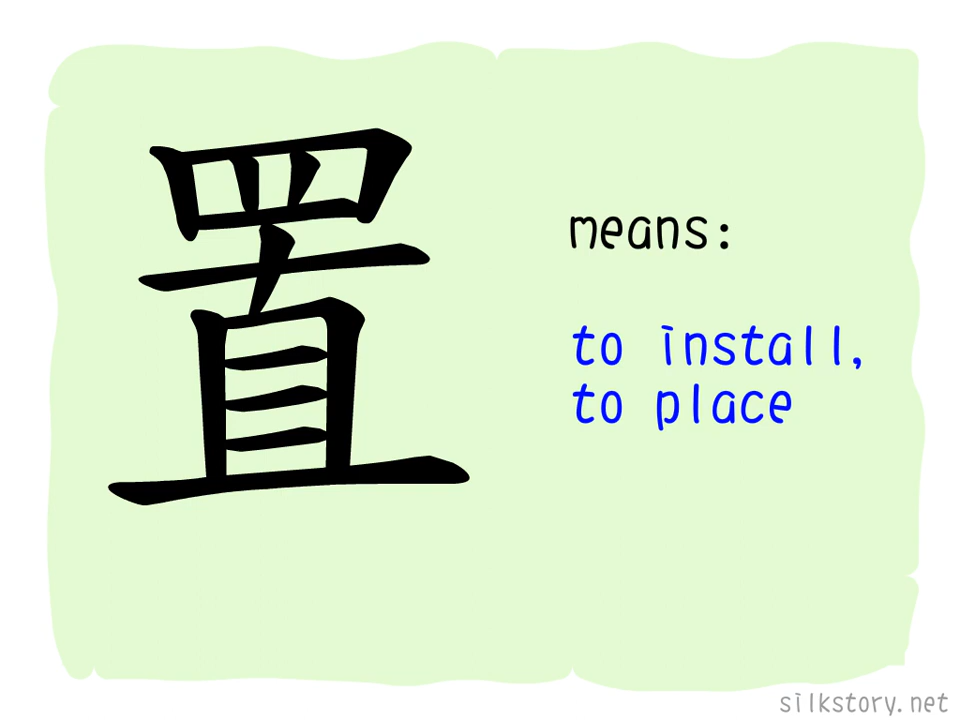 置
means:
to install,
to place
silkstory.net